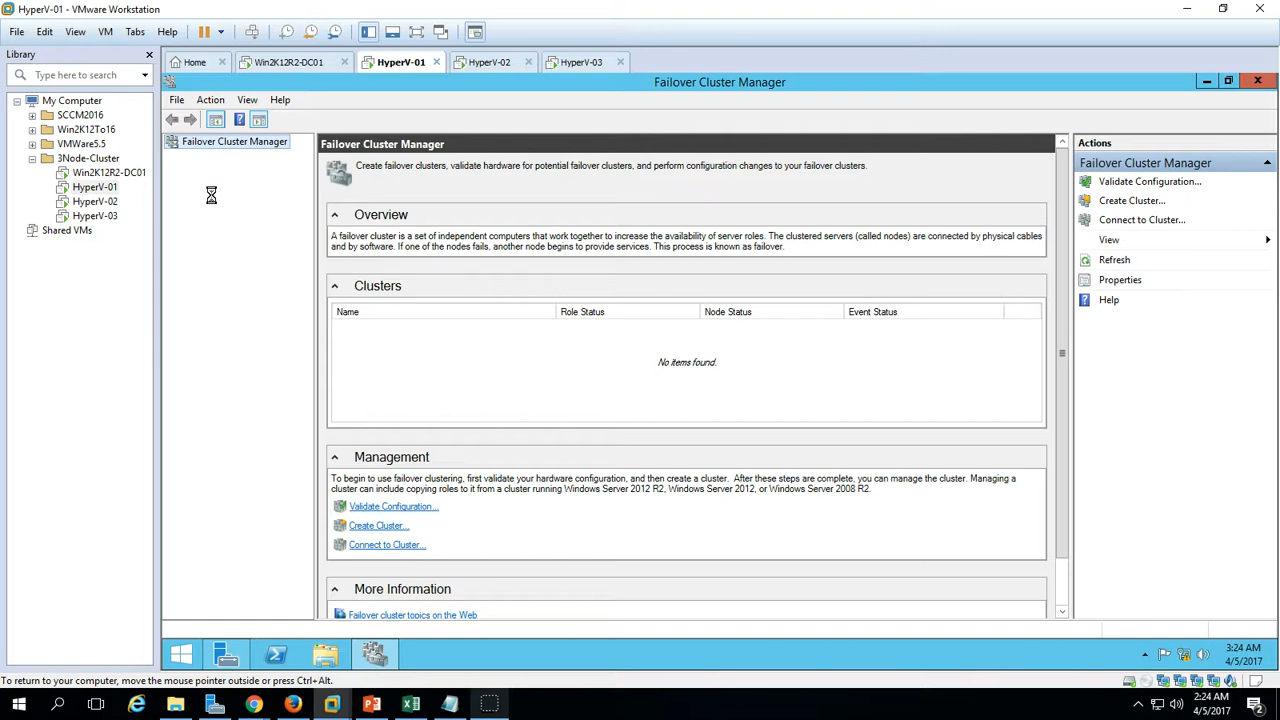 HyperV-01 - VMware Workstation
File Edit View VM Tabs Help
Library
Type here to search
My Computer
SCCM2016
Win2K12To16
VMWare5.5
3Node-Cluster
Win2K12R2-DC01
HyperV-01
HyperV-02
HyperV-03
Shared VMs
Home Win2K12R2-DC01 HyperV-01 HyperV-02 HyperV-03
Failover Cluster Manager
File Action View Help
Failover Cluster Manager
Failover Cluster Manager
Create failover clusters, validate hardware for potential failover clusters, and perform configuration changes to your failover clusters.
Overview
A failover cluster is a set of independent computers that work together to increase the availability of server roles. The clustered servers (called nodes) are connected by physical cables
and by software. If one of the nodes fails, another node begins to provide services. This process is known as failover.
Clusters
Name Role Status Node Status Event Status
No items found.
Management
To begin to use failover clustering, first validate your hardware configuration, and then create a cluster. After these steps are complete, you can manage the cluster. Managing a
cluster can include copying roles to it from a cluster running Windows Server 2012 R2, Windows Server 2012, or Windows Server 2008 R2.
Validate Configuration...
Create Cluster...
Connect to Cluster...
More Information
Failover cluster topics on the Web
Actions
Failover Cluster Manager
Validate Configuration...
Create Cluster...
Connect to Cluster...
View
Refresh
Properties
Help
3:24 AM
4/5/2017
To return to your computer, move the mouse pointer outside or press Ctrl+Alt.
2:24 AM
4/5/2017
2